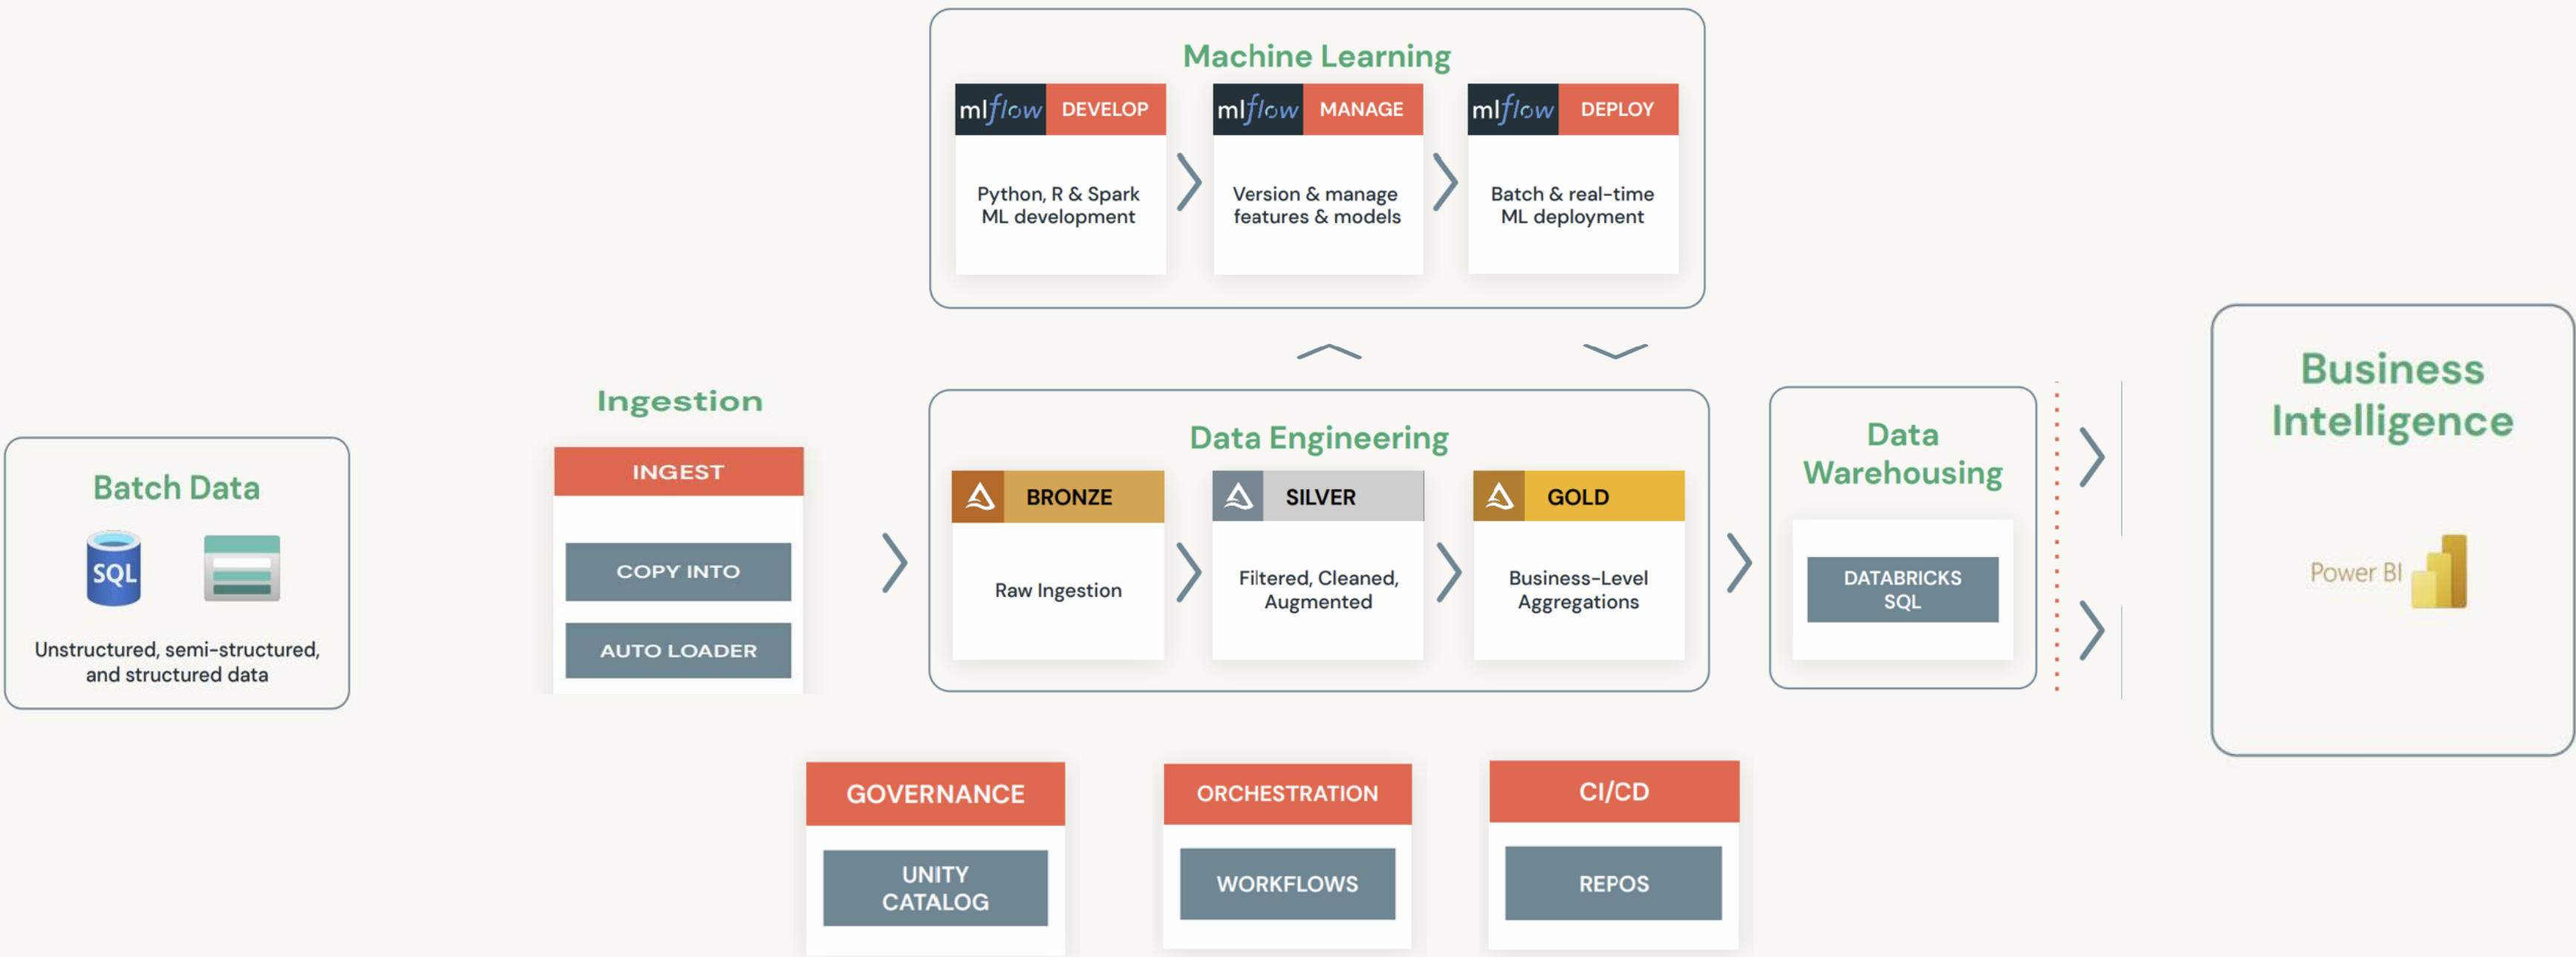 Machine Learning
mlflow DEVELOP
Python, R & Spark
ML development
mlflow MANAGE
Version & manage
features & models
mlflow DEPLOY
Batch & real-time
ML deployment
Batch Data
SQL
Unstructured, semi-structured,
and structured data
Ingestion
INGEST
COPY INTO
AUTO LOADER
Data Engineering
BRONZE
Raw Ingestion
SILVER
Filtered, Cleaned,
Augmented
GOLD
Business-Level
Aggregations
Data
Warehousing
DATABRICKS
SQL
Business
Intelligence
Power BI
GOVERNANCE
UNITY
CATALOG
ORCHESTRATION
WORKFLOWS
CI/CD
REPOS